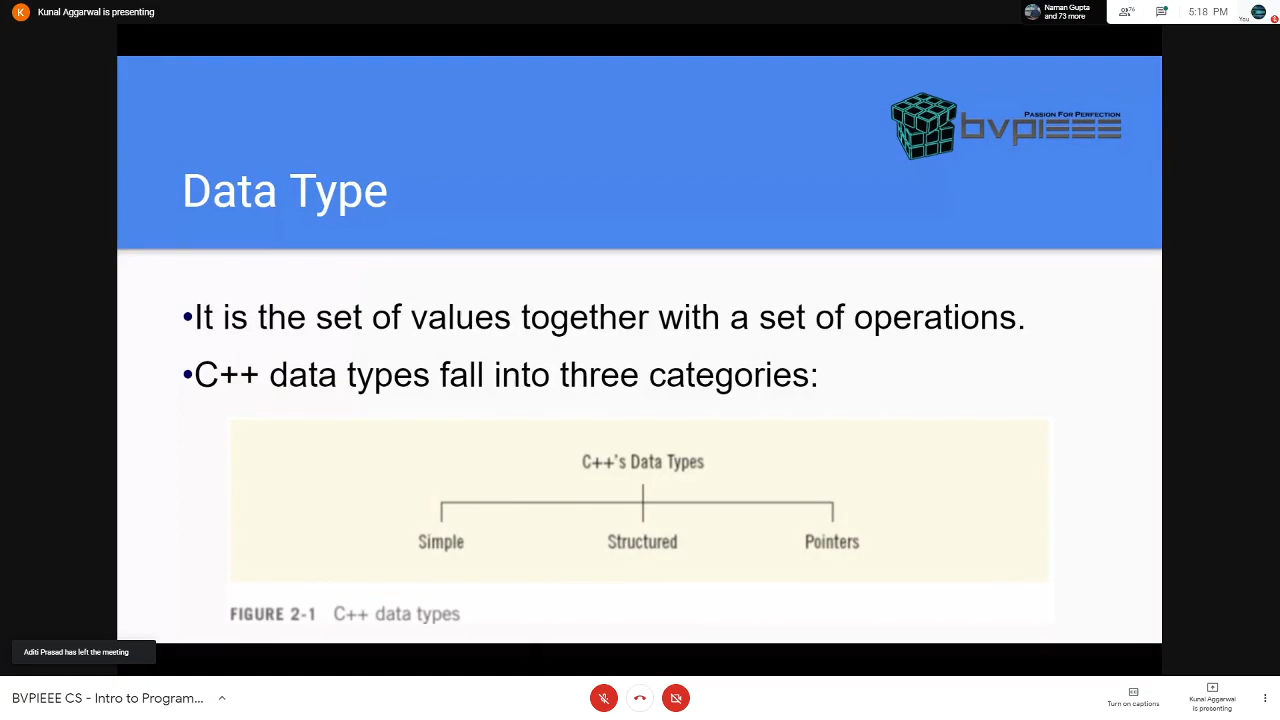 K Kunal Aggarwal is presenting
Naman Gupta
and 73 more
76
5:18 PM
You
PASSION FOR PERFECTION
bvpieee
Data Type
•It is the set of values together with a set of operations.
•C++ data types fall into three categories:
C++'s Data Types
Simple Structured Pointers
FIGURE 2-1 C++ data types
Aditi Prasad has left the meeting
BVPIEEE CS - Intro to Program...
Turn on captions
Kunal Aggarwal
is presenting